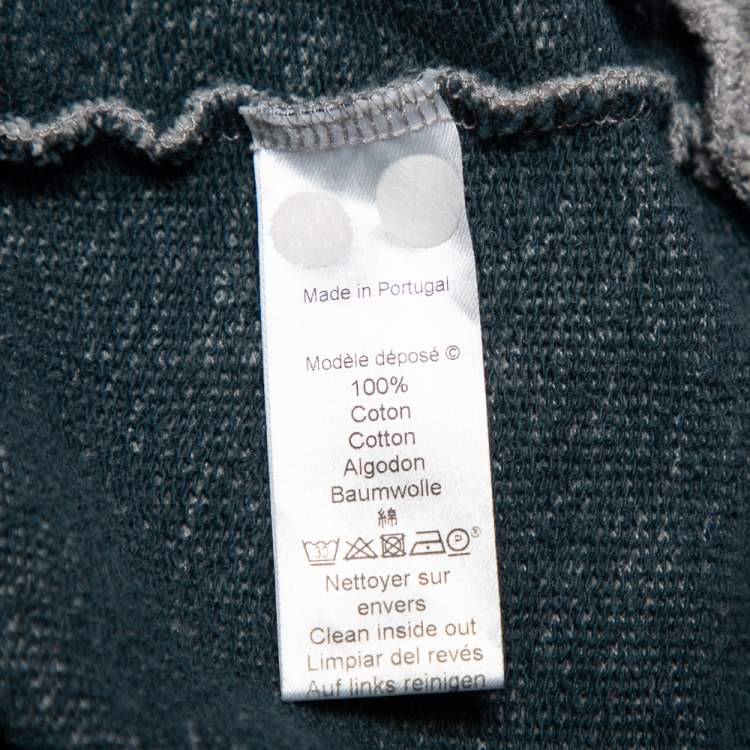 Made in Portugal
Modèle déposé ©
100%
Coton
Cotton
Algodon
Baumwolle
綿
30 P ®
Nettoyer sur
envers
Clean inside out
Limpiar del revés
Auf links reinigen